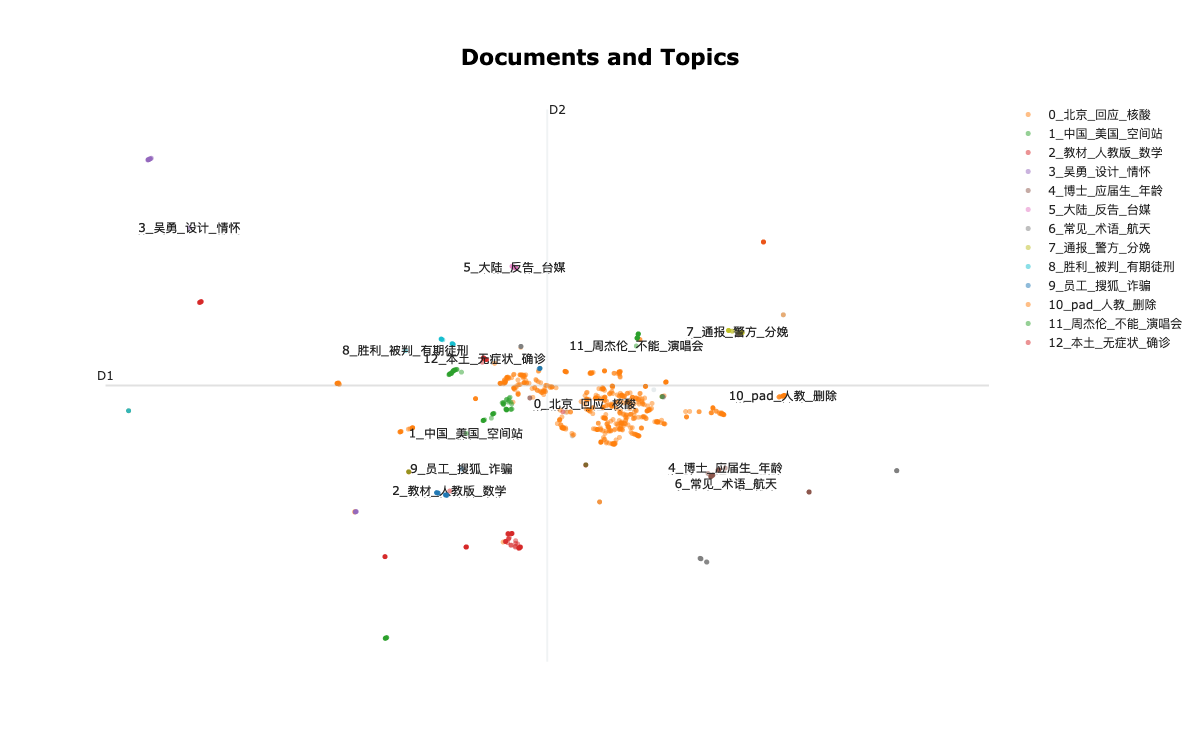 Documents and Topics
D2
D1
3_吴勇_设计_情怀
5_大陆_反告_台媒
7_通报_警方_分娩
11_周杰伦_不能_演唱会
8_胜利_被判_有期徒刑
12_本土_无症状_确诊
10_pad_人教_删除
0_北京_回应_核酸
1_中国_美国_空间站
9_员工_搜狐_诈骗
4_博士_应届生_年龄
6_常见_术语_航天
2_教材_人教版_数学
0_北京_回应_核酸
1_中国_美国_空间站
2_教材_人教版_数学
3_吴勇_设计_情怀
4_博士_应届生_年龄
5_大陆_反告_台媒
6_常见_术语_航天
7_通报_警方_分娩
8_胜利_被判_有期徒刑
9_员工_搜狐_诈骗
10_pad_人教_删除
11_周杰伦_不能_演唱会
12_本土_无症状_确诊